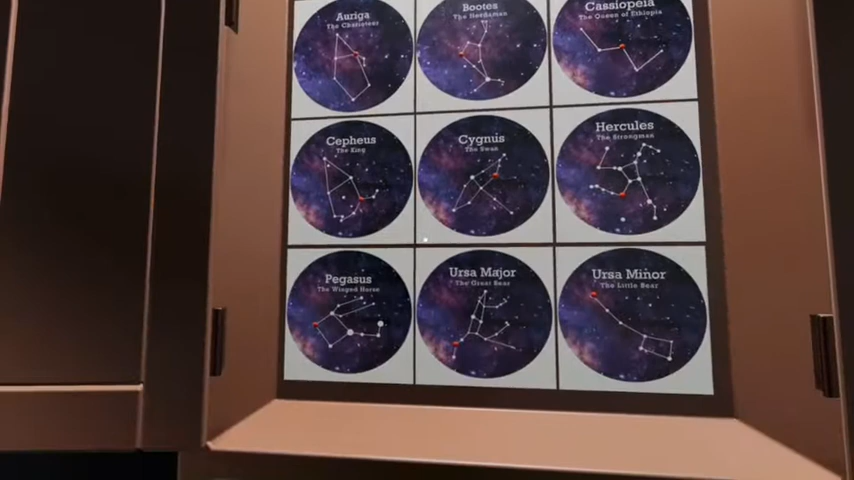 Auriga
The Charioteer
Bootes
The Herdsman
Cassiopeia
The Queen of Ethiopia
Cepheus
The King
Cygnus
The Swan
Hercules
The Strongman
Pegasus
The Winged Horse
Ursa Major
The Great Bear
Ursa Minor
The Little Bear